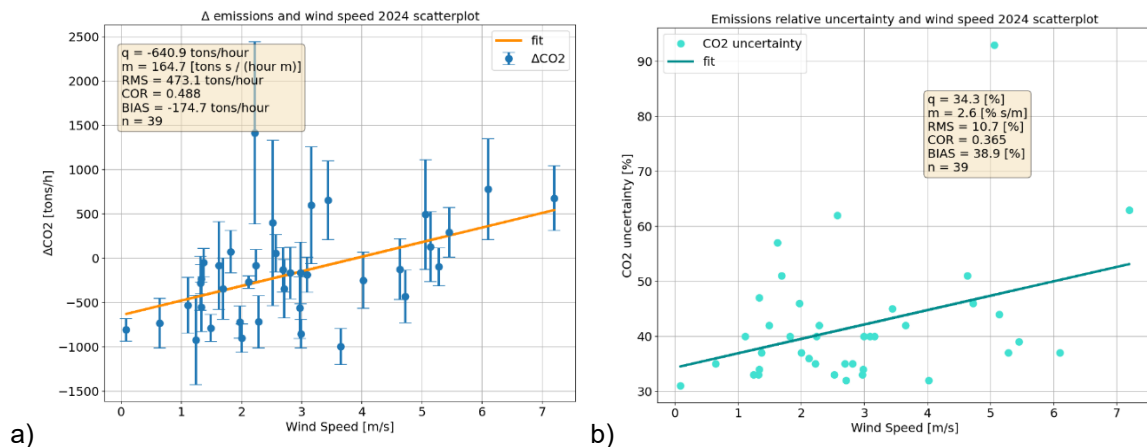 Δ emissions and wind speed 2024 scatterplot
q = -640.9 tons/hour
m = 164.7 [tons s / (hour m)]
RMS = 473.1 tons/hour
COR = 0.488
BIAS = -174.7 tons/hour
n = 39
fit
ΔCO2
2500
2000
1500
1000
500
0
−500
−1000
−1500
ΔCO2 [tons/h]
0 1 2 3 4 5 6 7
Wind Speed [m/s]
a)
Emissions relative uncertainty and wind speed 2024 scatterplot
CO2 uncertainty
fit
q = 34.3 [%]
m = 2.6 [% s/m]
RMS = 10.7 [%]
COR = 0.365
BIAS = 38.9 [%]
n = 39
90
80
70
60
50
40
30
CO2 uncertainty [%]
0 1 2 3 4 5 6 7
Wind Speed [m/s]
b)